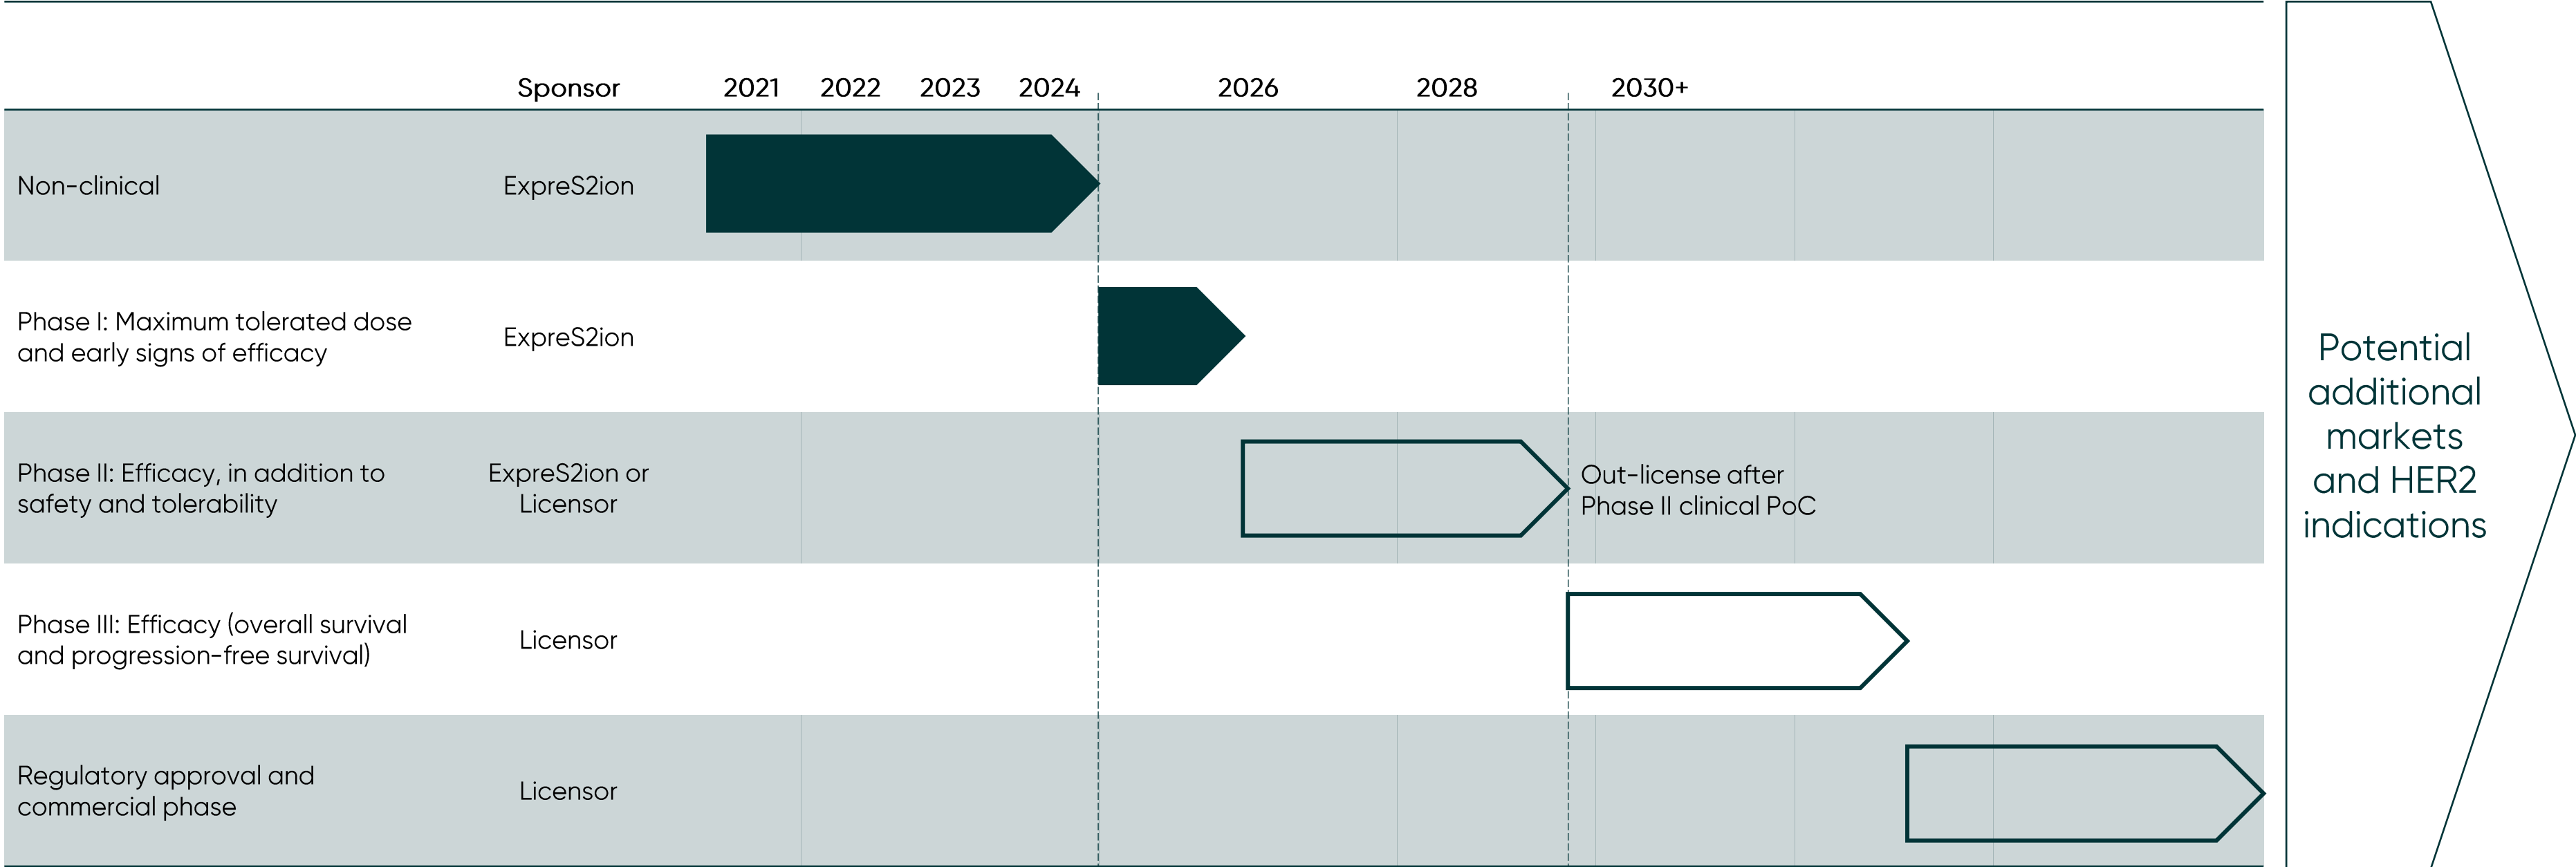 Sponsor 2021 2022 2023 2024 2026 2028 2030+
Non-clinical ExpreS2ion
Phase I: Maximum tolerated dose
and early signs of efficacy
ExpreS2ion
Phase II: Efficacy, in addition to
safety and tolerability
ExpreS2ion or
Licensor
Out-license after
Phase II clinical PoC
Phase III: Efficacy (overall survival
and progression-free survival)
Licensor
Regulatory approval and
commercial phase
Licensor
Potential
additional
markets
and HER2
indications